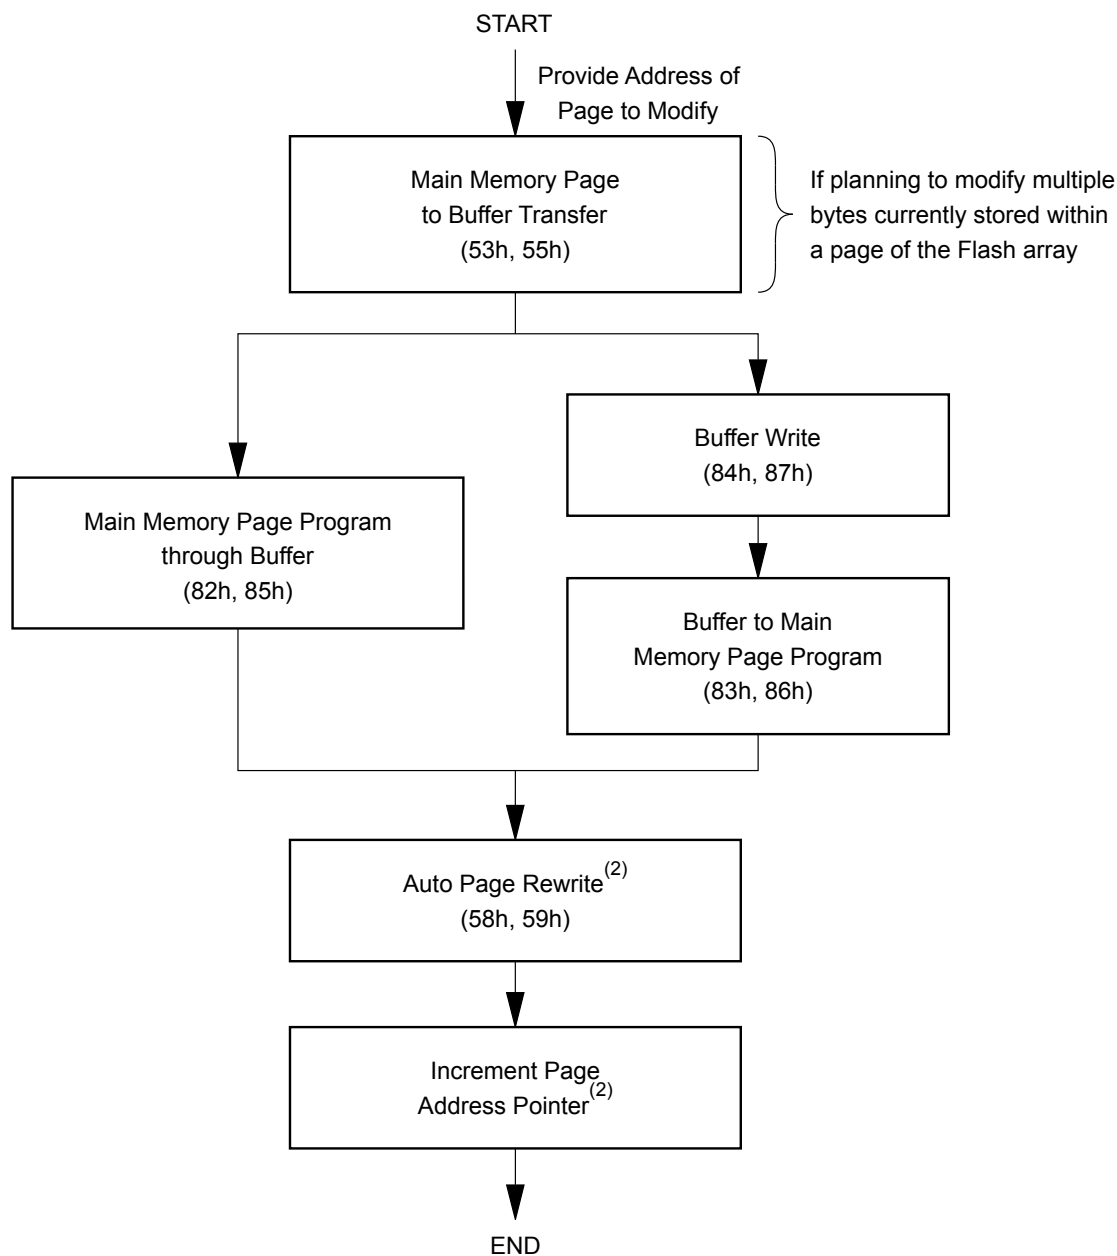 START
Provide Address of
Page to Modify
Main Memory Page
to Buffer Transfer
(53h, 55h)
If planning to modify multiple
bytes currently stored within
a page of the Flash array
Main Memory Page Program
through Buffer
(82h, 85h)
Buffer Write
(84h, 87h)
Buffer to Main
Memory Page Program
(83h, 86h)
Auto Page Rewrite(2)
(58h, 59h)
Increment Page
Address Pointer(2)
END